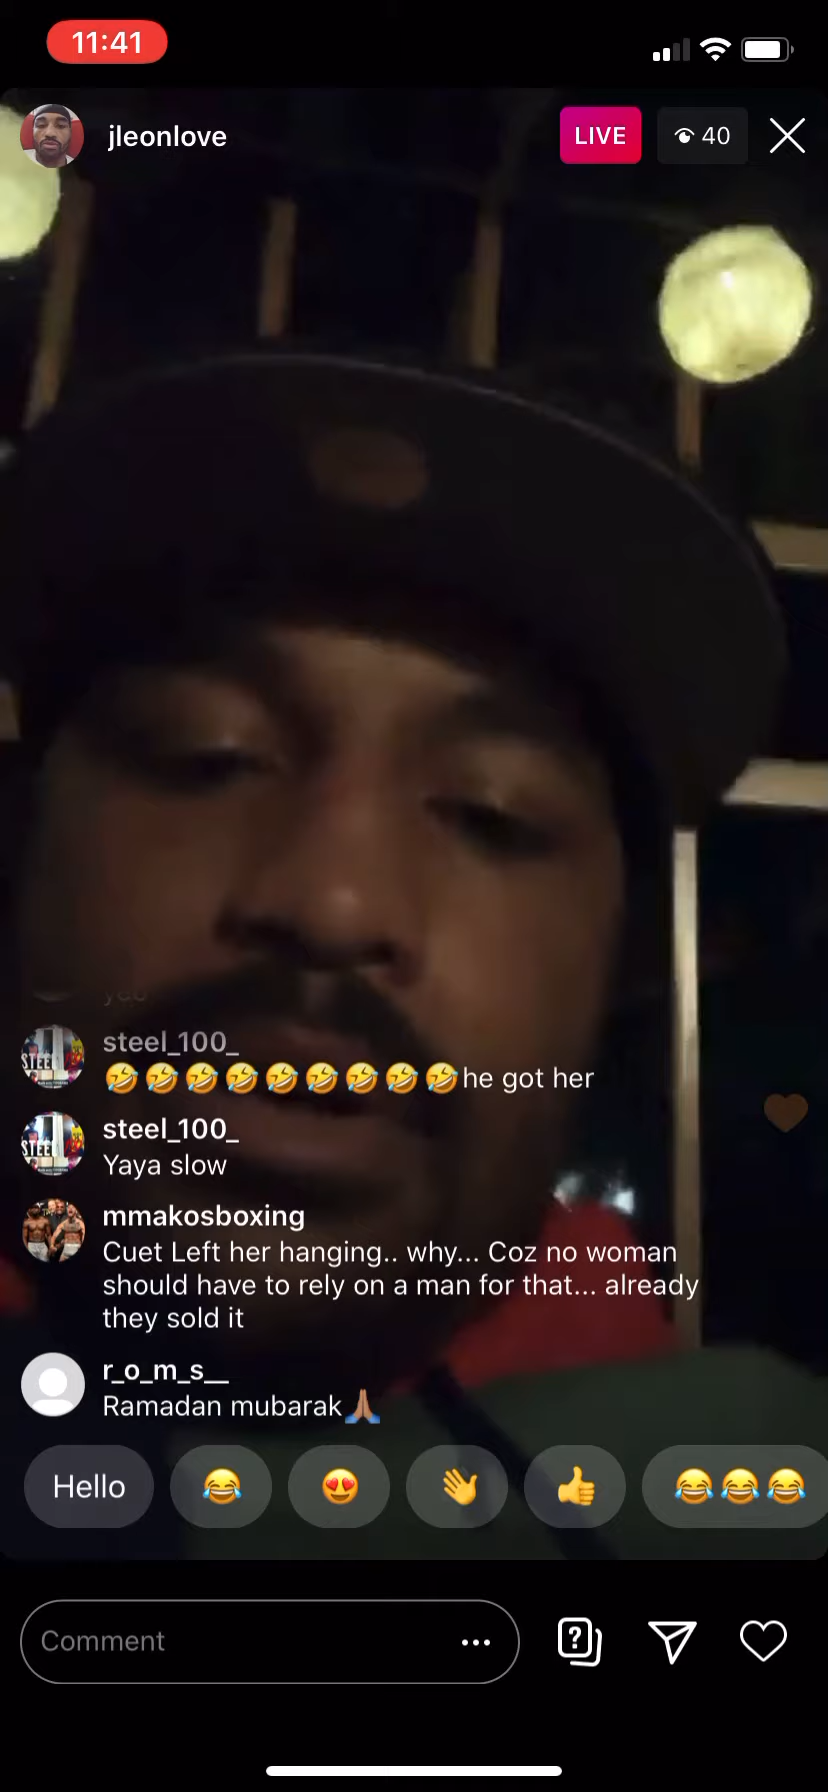 11:41
jleonlove
LIVE
40
steel_100_
🤣🤣🤣🤣🤣🤣🤣🤣🤣he got her
steel_100_
Yaya slow
mmakosboxing
Cuet Left her hanging.. why... Coz no woman
should have to rely on a man for that... already
they sold it
r_o_m_s__
Ramadan mubarak🙏🏽
Hello
Comment